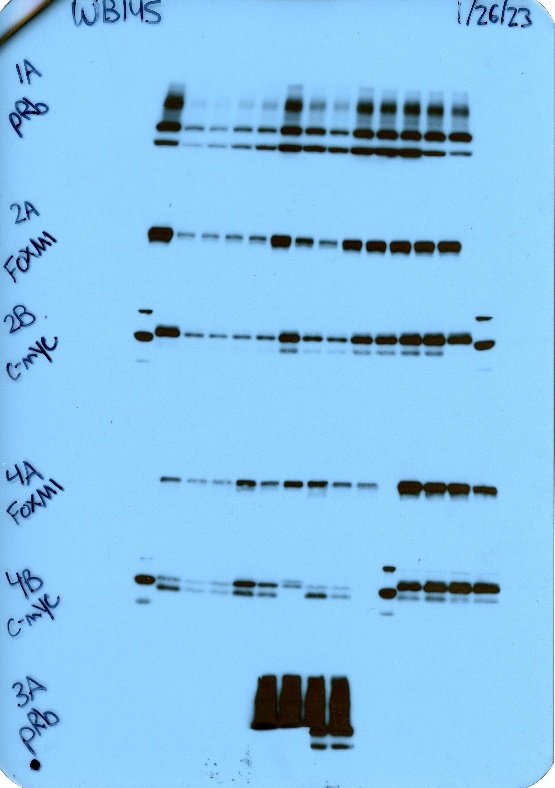 WB145
1/26/23
1A
pRb
2A
FOXM1
2B
C-myc
4A
FOXM1
4B
C-myc
3A
pRb